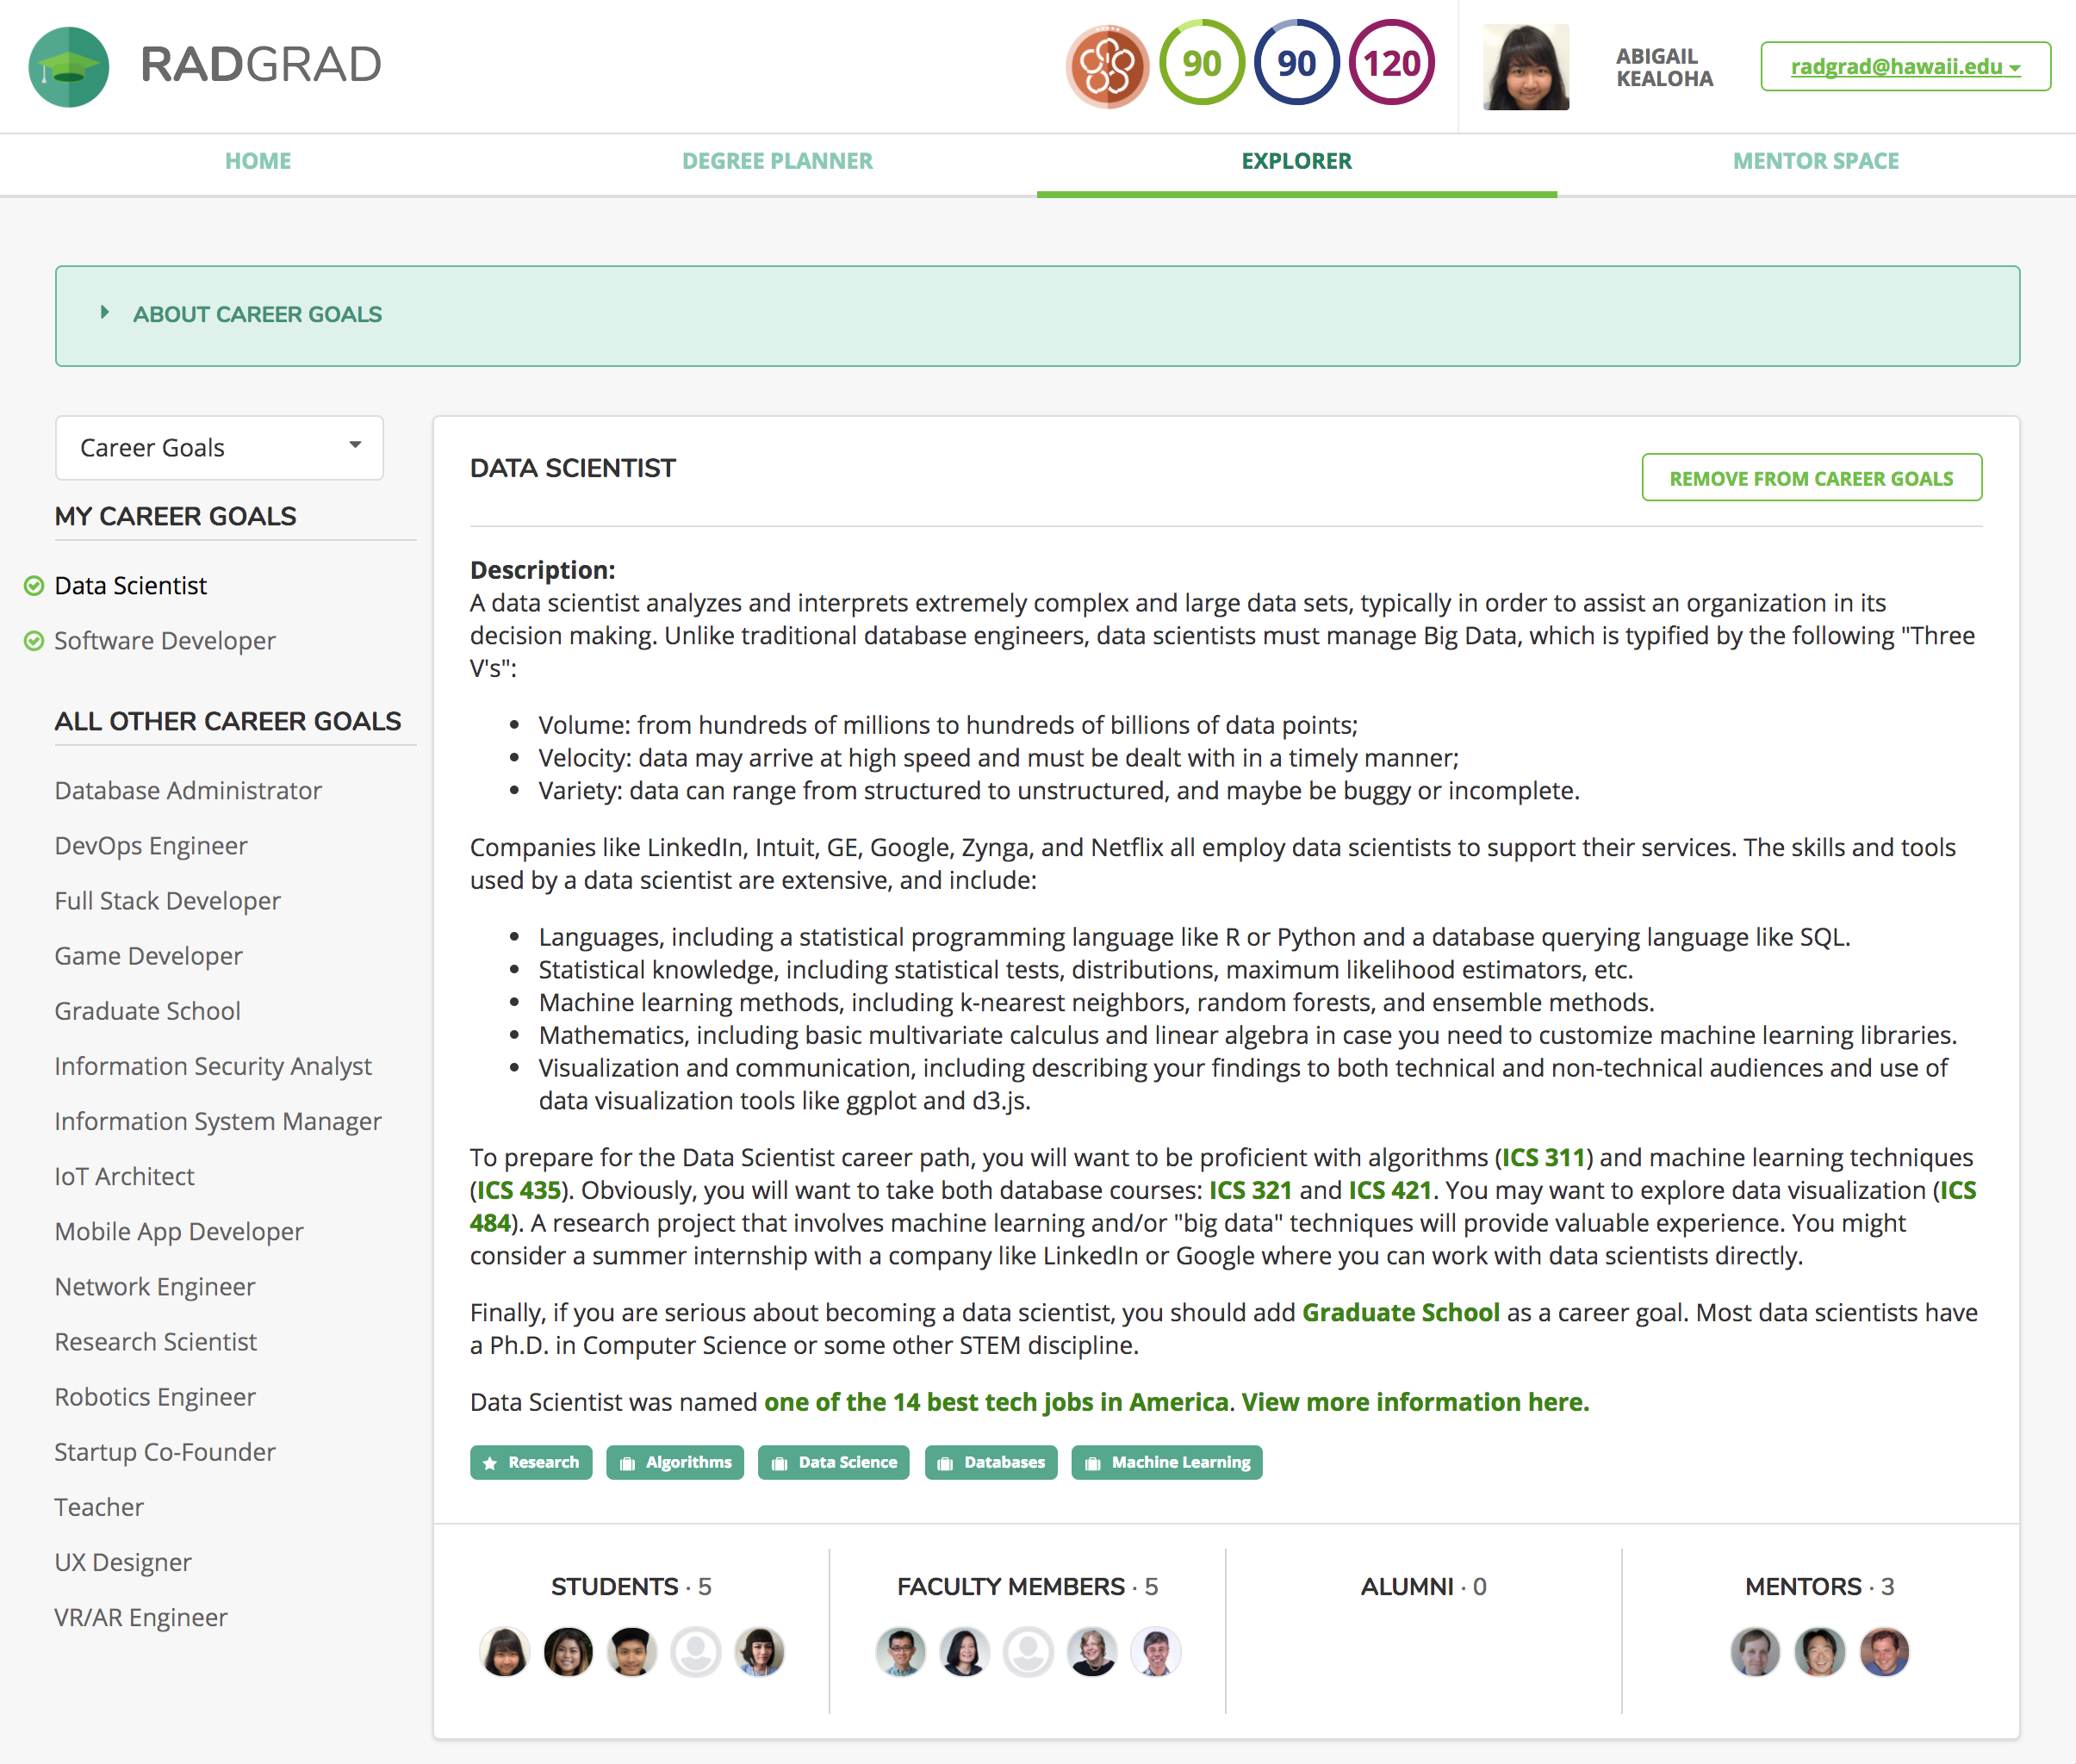 RADGRAD
90
90
120
ABIGAIL
KEALOHA
radgrad@hawaii.edu
HOME
DEGREE PLANNER
EXPLORER
MENTOR SPACE
ABOUT CAREER GOALS
Career Goals
MY CAREER GOALS
Data Scientist
Software Developer
ALL OTHER CAREER GOALS
Database Administrator
DevOps Engineer
Full Stack Developer
Game Developer
Graduate School
Information Security Analyst
Information System Manager
IoT Architect
Mobile App Developer
Network Engineer
Research Scientist
Robotics Engineer
Startup Co-Founder
Teacher
UX Designer
VR/AR Engineer
DATA SCIENTIST
REMOVE FROM CAREER GOALS
Description:
A data scientist analyzes and interprets extremely complex and large data sets, typically in order to assist an organization in its
decision making. Unlike traditional database engineers, data scientists must manage Big Data, which is typified by the following "Three
V's":
• Volume: from hundreds of millions to hundreds of billions of data points;
• Velocity: data may arrive at high speed and must be dealt with in a timely manner;
• Variety: data can range from structured to unstructured, and maybe be buggy or incomplete.
Companies like LinkedIn, Intuit, GE, Google, Zynga, and Netflix all employ data scientists to support their services. The skills and tools
used by a data scientist are extensive, and include:
• Languages, including a statistical programming language like R or Python and a database querying language like SQL.
• Statistical knowledge, including statistical tests, distributions, maximum likelihood estimators, etc.
• Machine learning methods, including k-nearest neighbors, random forests, and ensemble methods.
• Mathematics, including basic multivariate calculus and linear algebra in case you need to customize machine learning libraries.
• Visualization and communication, including describing your findings to both technical and non-technical audiences and use of
data visualization tools like ggplot and d3.js.
To prepare for the Data Scientist career path, you will want to be proficient with algorithms (ICS 311) and machine learning techniques
(ICS 435). Obviously, you will want to take both database courses: ICS 321 and ICS 421. You may want to explore data visualization (ICS
484). A research project that involves machine learning and/or "big data" techniques will provide valuable experience. You might
consider a summer internship with a company like LinkedIn or Google where you can work with data scientists directly.
Finally, if you are serious about becoming a data scientist, you should add Graduate School as a career goal. Most data scientists have
a Ph.D. in Computer Science or some other STEM discipline.
Data Scientist was named one of the 14 best tech jobs in America. View more information here.
Research
Algorithms
Data Science
Databases
Machine Learning
STUDENTS · 5
FACULTY MEMBERS · 5
ALUMNI · 0
MENTORS · 3